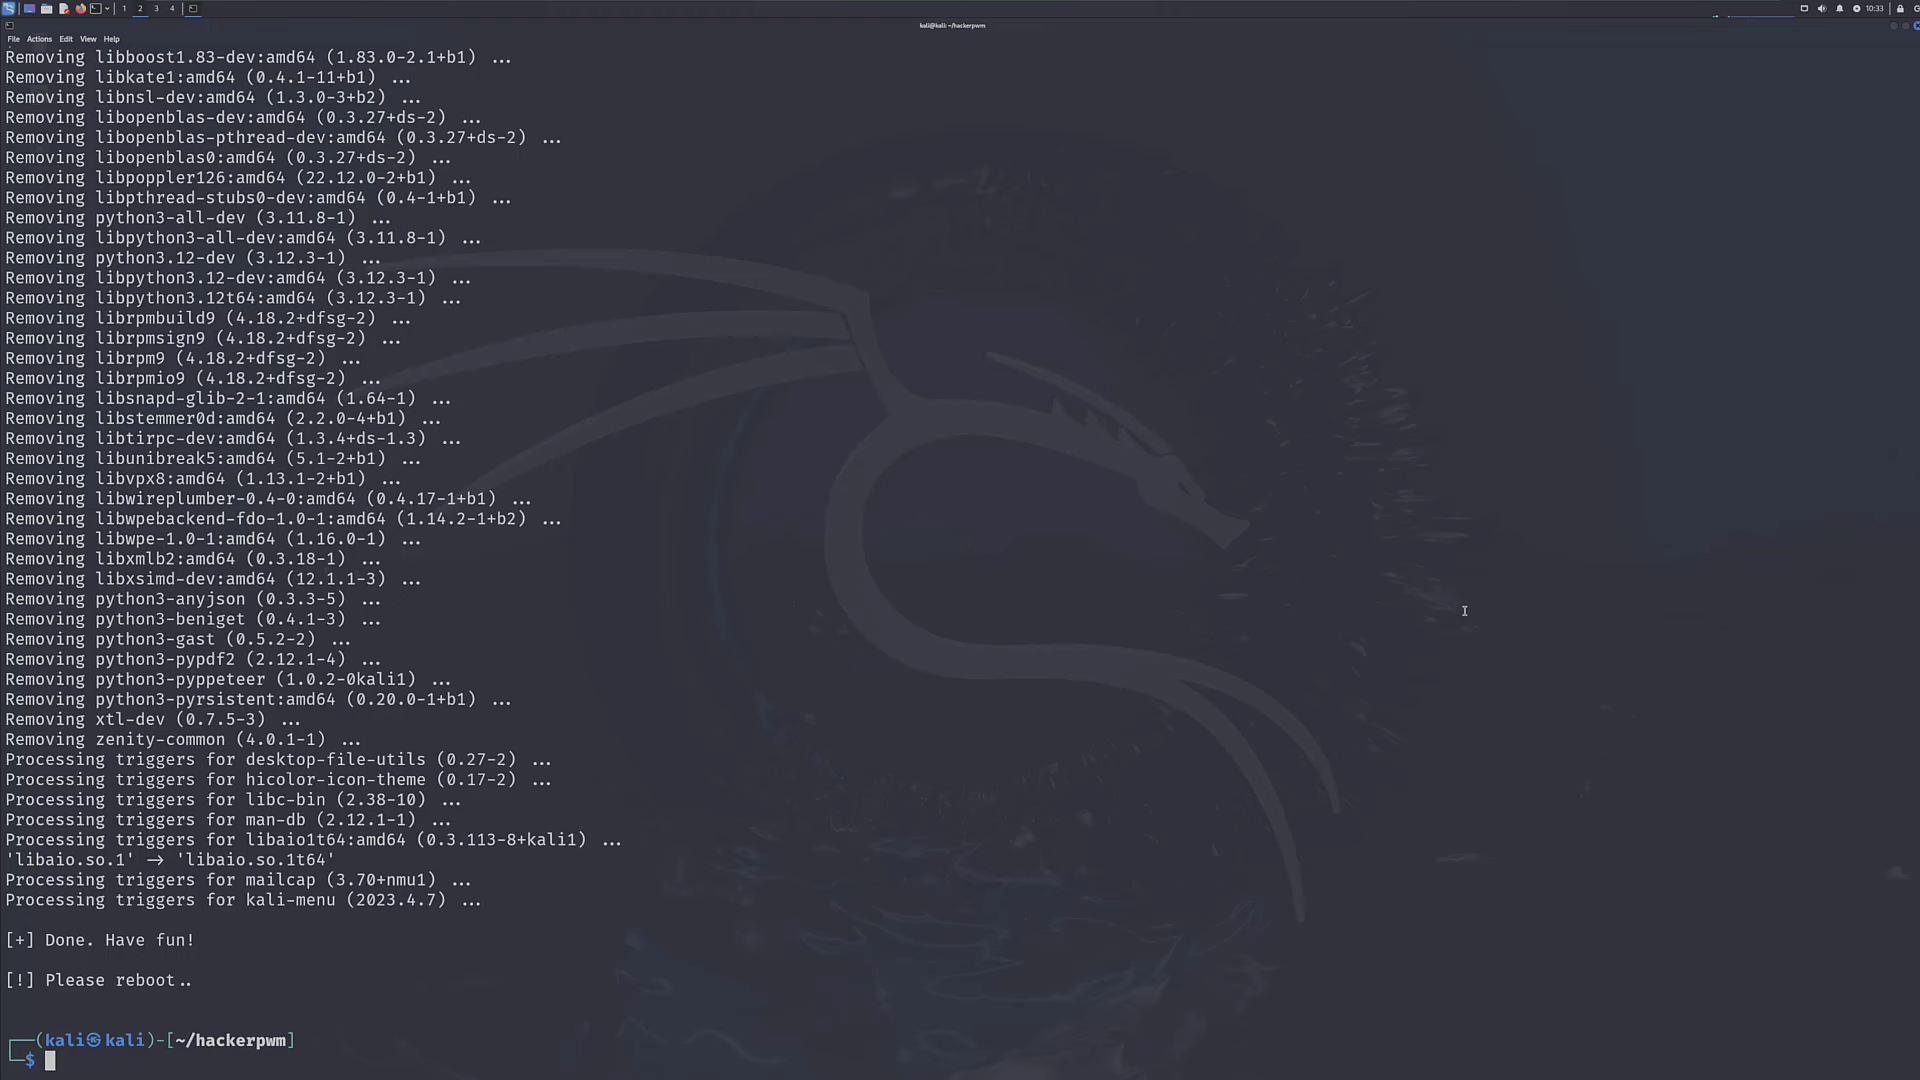 1 2 3 4
10:33
kali@kali: ~/hackerpwm
File Actions Edit View Help
Removing libboost1.83-dev:amd64 (1.83.0-2.1+b1) ...
Removing libkate1:amd64 (0.4.1-11+b1) ...
Removing libnsl-dev:amd64 (1.3.0-3+b2) ...
Removing libopenblas-dev:amd64 (0.3.27+ds-2) ...
Removing libopenblas-pthread-dev:amd64 (0.3.27+ds-2) ...
Removing libopenblas0:amd64 (0.3.27+ds-2) ...
Removing libpoppler126:amd64 (22.12.0-2+b1) ...
Removing libpthread-stubs0-dev:amd64 (0.4-1+b1) ...
Removing python3-all-dev (3.11.8-1) ...
Removing libpython3-all-dev:amd64 (3.11.8-1) ...
Removing python3.12-dev (3.12.3-1) ...
Removing libpython3.12-dev:amd64 (3.12.3-1) ...
Removing libpython3.12t64:amd64 (3.12.3-1) ...
Removing librpmbuild9 (4.18.2+dfsg-2) ...
Removing librpmsign9 (4.18.2+dfsg-2) ...
Removing librpm9 (4.18.2+dfsg-2) ...
Removing librpmio9 (4.18.2+dfsg-2) ...
Removing libsnapd-glib-2-1:amd64 (1.64-1) ...
Removing libstemmer0d:amd64 (2.2.0-4+b1) ...
Removing libtirpc-dev:amd64 (1.3.4+ds-1.3) ...
Removing libunibreak5:amd64 (5.1-2+b1) ...
Removing libvpx8:amd64 (1.13.1-2+b1) ...
Removing libwireplumber-0.4-0:amd64 (0.4.17-1+b1) ...
Removing libwpebackend-fdo-1.0-1:amd64 (1.14.2-1+b2) ...
Removing libwpe-1.0-1:amd64 (1.16.0-1) ...
Removing libxmlb2:amd64 (0.3.18-1) ...
Removing libxsimd-dev:amd64 (12.1.1-3) ...
Removing python3-anyjson (0.3.3-5) ...
Removing python3-beniget (0.4.1-3) ...
Removing python3-gast (0.5.2-2) ...
Removing python3-pypdf2 (2.12.1-4) ...
Removing python3-pyppeteer (1.0.2-0kali1) ...
Removing python3-pyrsistent:amd64 (0.20.0-1+b1) ...
Removing xtl-dev (0.7.5-3) ...
Removing zenity-common (4.0.1-1) ...
Processing triggers for desktop-file-utils (0.27-2) ...
Processing triggers for hicolor-icon-theme (0.17-2) ...
Processing triggers for libc-bin (2.38-10) ...
Processing triggers for man-db (2.12.1-1) ...
Processing triggers for libaio1t64:amd64 (0.3.113-8+kali1) ...
'libaio.so.1' -> 'libaio.so.1t64'
Processing triggers for mailcap (3.70+nmu1) ...
Processing triggers for kali-menu (2023.4.7) ...
[+] Done. Have fun!
[!] Please reboot..
┌──(kali㉿kali)-[~/hackerpwm]
└─$